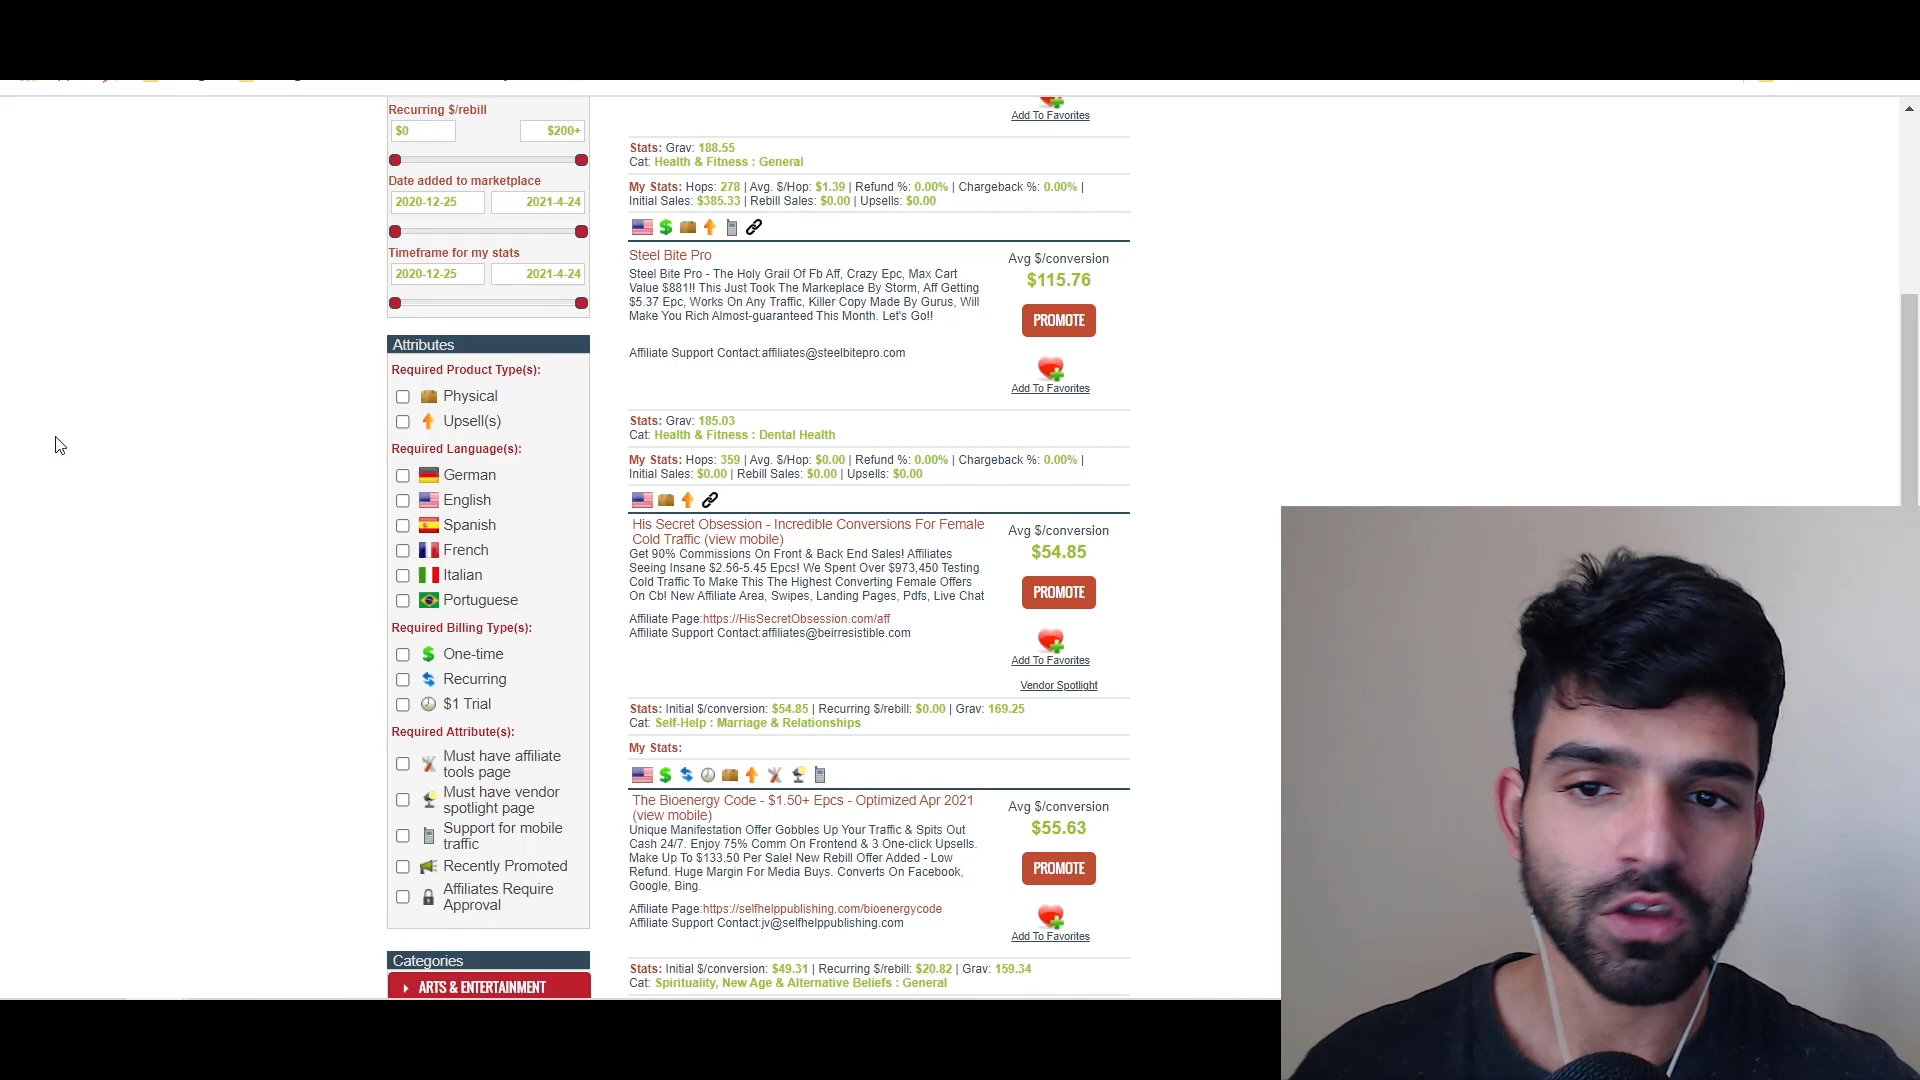 Recurring $/rebill
$0
$200+
Date added to marketplace
2020-12-25
2021-4-24
Timeframe for my stats
2020-12-25
2021-4-24
Attributes
Required Product Type(s):
Physical
Upsell(s)
Required Language(s):
German
English
Spanish
French
Italian
Portuguese
Required Billing Type(s):
One-time
Recurring
$1 Trial
Required Attribute(s):
Must have affiliate
tools page
Must have vendor
spotlight page
Support for mobile
traffic
Recently Promoted
Affiliates Require
Approval
Categories
ARTS & ENTERTAINMENT
Add To Favorites
Stats: Grav: 188.55
Cat: Health & Fitness : General
My Stats: Hops: 278 | Avg. $/Hop: $1.39 | Refund %: 0.00% | Chargeback %: 0.00% |
Initial Sales: $385.33 | Rebill Sales: $0.00 | Upsells: $0.00
Steel Bite Pro
Steel Bite Pro - The Holy Grail Of Fb Aff, Crazy Epc, Max Cart
Value $881!! This Just Took The Markeplace By Storm, Aff Getting
$5.37 Epc, Works On Any Traffic, Killer Copy Made By Gurus, Will
Make You Rich Almost-guaranteed This Month. Let's Go!!
Affiliate Support Contact:affiliates@steelbitepro.com
Avg $/conversion
$115.76
PROMOTE
Add To Favorites
Stats: Grav: 185.03
Cat: Health & Fitness : Dental Health
My Stats: Hops: 359 | Avg. $/Hop: $0.00 | Refund %: 0.00% | Chargeback %: 0.00% |
Initial Sales: $0.00 | Rebill Sales: $0.00 | Upsells: $0.00
His Secret Obsession - Incredible Conversions For Female
Cold Traffic (view mobile)
Get 90% Commissions On Front & Back End Sales! Affiliates
Seeing Insane $2.56-5.45 Epcs! We Spent Over $973,450 Testing
Cold Traffic To Make This The Highest Converting Female Offers
On Cb! New Affiliate Area, Swipes, Landing Pages, Pdfs, Live Chat
Affiliate Page:https://HisSecretObsession.com/aff
Affiliate Support Contact:affiliates@beirresistible.com
Avg $/conversion
$54.85
PROMOTE
Add To Favorites
Vendor Spotlight
Stats: Initial $/conversion: $54.85 | Recurring $/rebill: $0.00 | Grav: 169.25
Cat: Self-Help : Marriage & Relationships
My Stats:
The Bioenergy Code - $1.50+ Epcs - Optimized Apr 2021
(view mobile)
Unique Manifestation Offer Gobbles Up Your Traffic & Spits Out
Cash 24/7. Enjoy 75% Comm On Frontend & 3 One-click Upsells.
Make Up To $133.50 Per Sale! New Rebill Offer Added - Low
Refund. Huge Margin For Media Buys. Converts On Facebook,
Google, Bing.
Affiliate Page:https://selfhelppublishing.com/bioenergycode
Affiliate Support Contact:jv@selfhelppublishing.com
Avg $/conversion
$55.63
PROMOTE
Add To Favorites
Stats: Initial $/conversion: $49.31 | Recurring $/rebill: $20.82 | Grav: 159.34
Cat: Spirituality, New Age & Alternative Beliefs : General